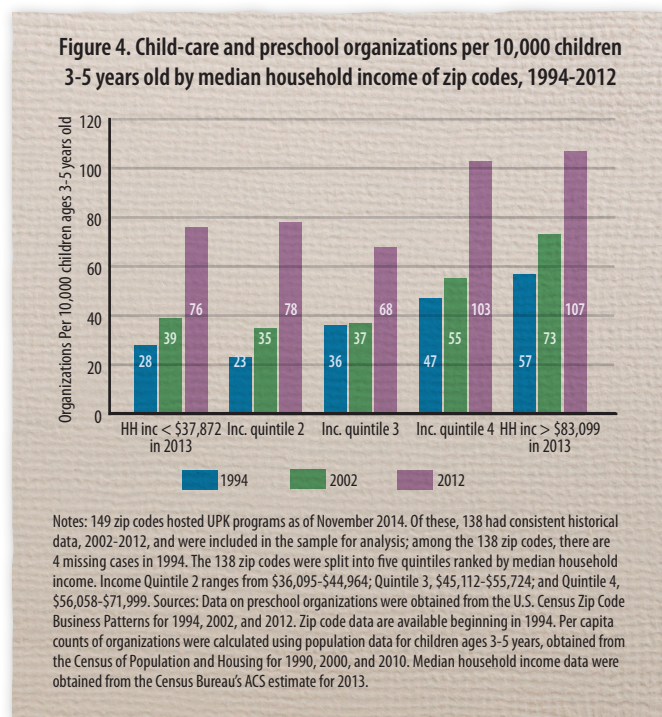 Figure 4. Child-care and preschool organizations per 10,000 children
3-5 years old by median household income of zip codes, 1994-2012
Organizations Per 10,000 children ages 3-5 years old
120
100
80
60
40
20
0
28
39
76
23
35
78
36
37
68
47
55
103
57
73
107
HH inc < $37,872
in 2013
Inc. quintile 2
Inc. quintile 3
Inc. quintile 4
HH inc > $83,099
in 2013
1994
2002
2012
Notes: 149 zip codes hosted UPK programs as of November 2014. Of these, 138 had consistent historical
data, 2002-2012, and were included in the sample for analysis; among the 138 zip codes, there are
4 missing cases in 1994. The 138 zip codes were split into five quintiles ranked by median household
income. Income Quintile 2 ranges from $36,095-$44,964; Quintile 3, $45,112-$55,724; and Quintile 4,
$56,058-$71,999. Sources: Data on preschool organizations were obtained from the U.S. Census Zip Code
Business Patterns for 1994, 2002, and 2012. Zip code data are available beginning in 1994. Per capita
counts of organizations were calculated using population data for children ages 3-5 years, obtained from
the Census of Population and Housing for 1990, 2000, and 2010. Median household income data were
obtained from the Census Bureau's ACS estimate for 2013.